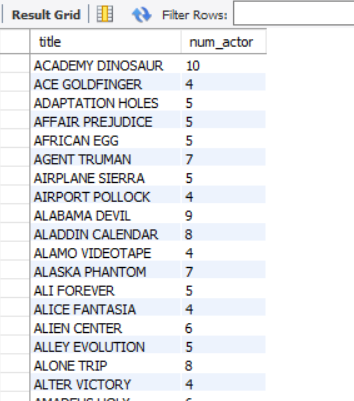 Result Grid Filter Rows:
title num_actor
ACADEMY DINOSAUR 10
ACE GOLDFINGER 4
ADAPTATION HOLES 5
AFFAIR PREJUDICE 5
AFRICAN EGG 5
AGENT TRUMAN 7
AIRPLANE SIERRA 5
AIRPORT POLLOCK 4
ALABAMA DEVIL 9
ALADDIN CALENDAR 8
ALAMO VIDEOTAPE 4
ALASKA PHANTOM 7
ALI FOREVER 5
ALICE FANTASIA 4
ALIEN CENTER 6
ALLEY EVOLUTION 5
ALONE TRIP 8
ALTER VICTORY 4